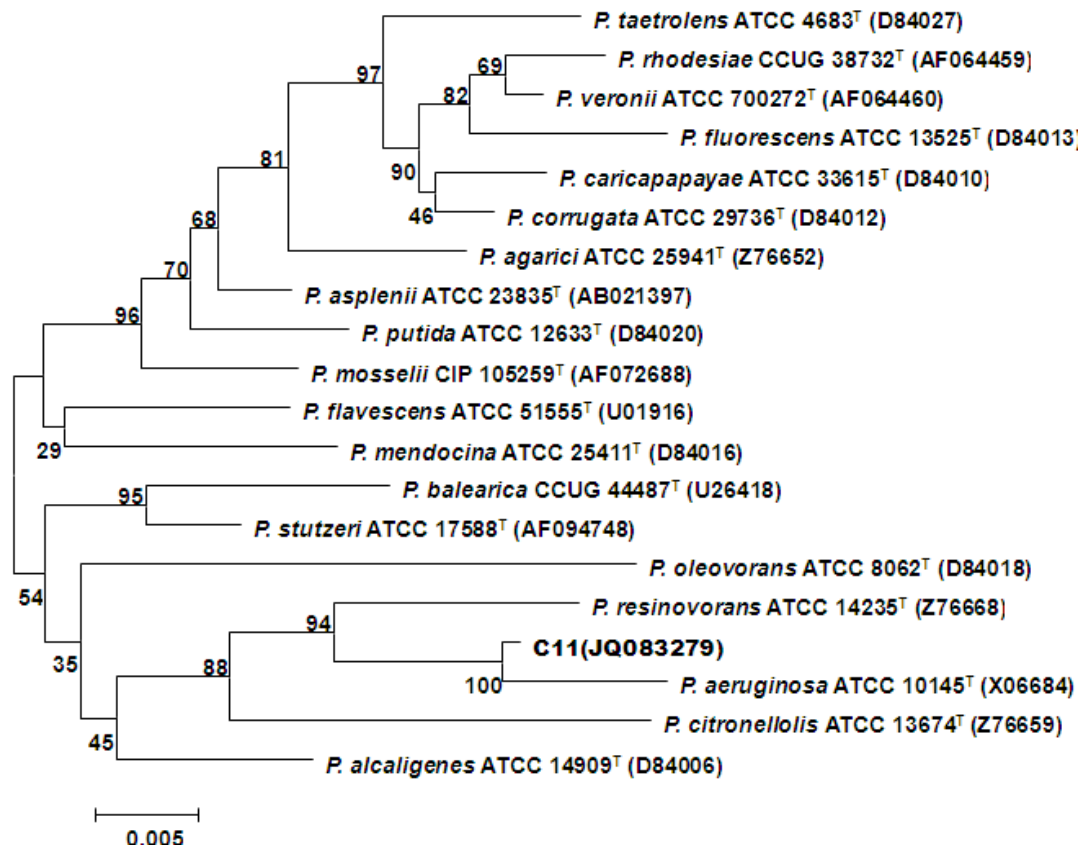 P. taetrolens ATCC 4683ᵀ (D84027)
P. rhodesiae CCUG 38732ᵀ (AF064459)
69
97
P. veronii ATCC 700272ᵀ (AF064460)
82
P. fluorescens ATCC 13525ᵀ (D84013)
81
90
P. caricapapayae ATCC 33615ᵀ (D84010)
46
P. corrugata ATCC 29736ᵀ (D84012)
68
P. agarici ATCC 25941ᵀ (Z76652)
70
P. asplenii ATCC 23835ᵀ (AB021397)
96
P. putida ATCC 12633ᵀ (D84020)
P. mosselii CIP 105259ᵀ (AF072688)
P. flavescens ATCC 51555ᵀ (U01916)
29
P. mendocina ATCC 25411ᵀ (D84016)
95
P. balearica CCUG 44487ᵀ (U26418)
P. stutzeri ATCC 17588ᵀ (AF094748)
P. oleovorans ATCC 8062ᵀ (D84018)
54
P. resinovorans ATCC 14235ᵀ (Z76668)
94
C11(JQ083279)
35
88
100
P. aeruginosa ATCC 10145ᵀ (X06684)
P. citronellolis ATCC 13674ᵀ (Z76659)
45
P. alcaligenes ATCC 14909ᵀ (D84006)
0.005